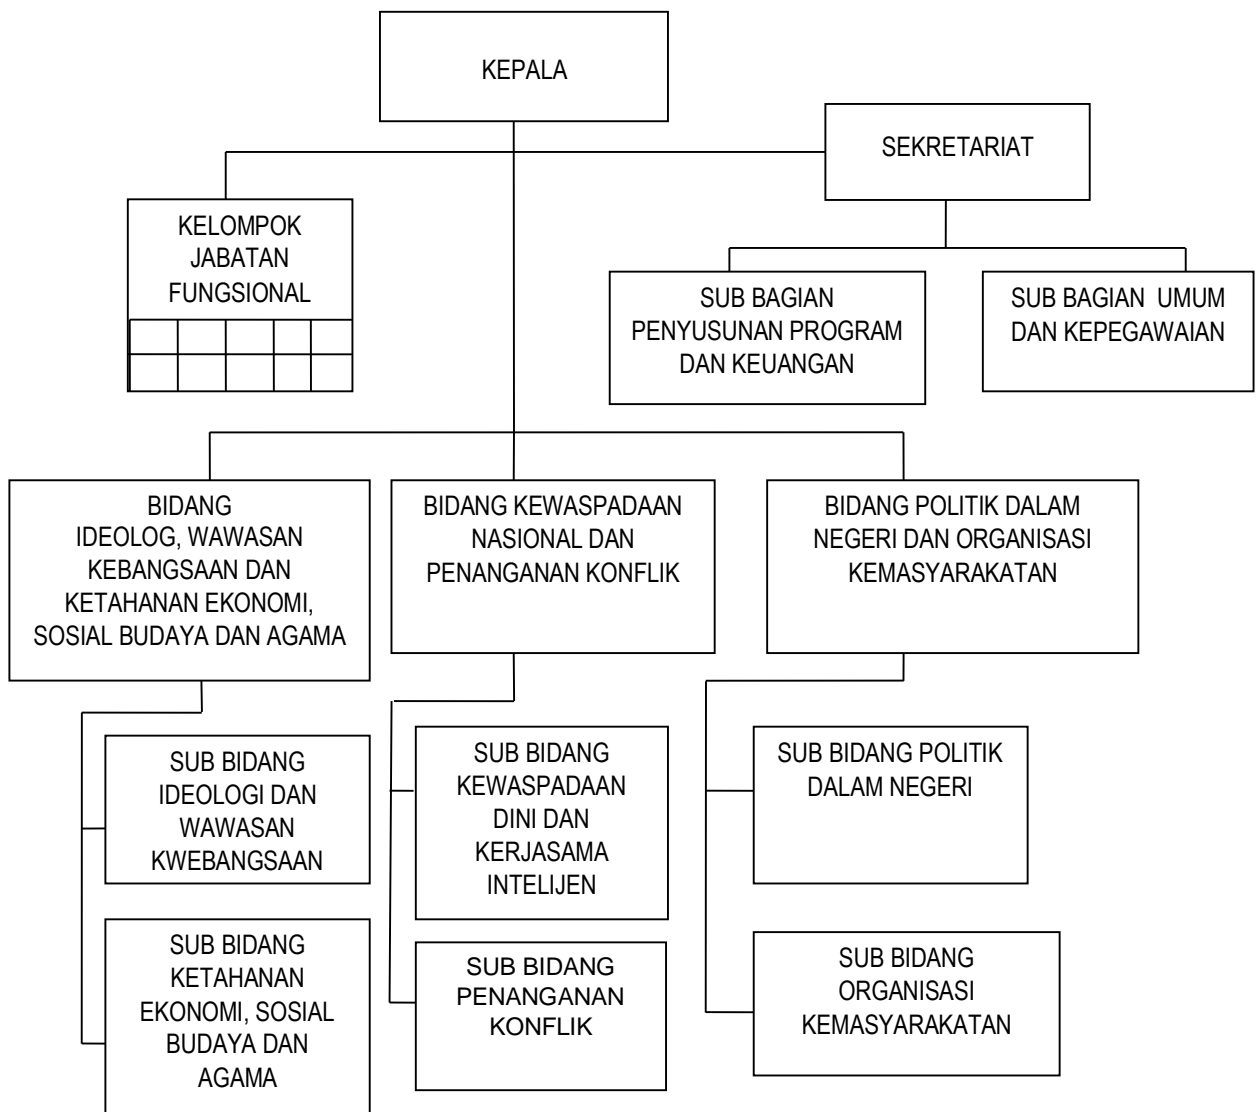 KEPALA
SEKRETARIAT
KELOMPOK
JABATAN
FUNGSIONAL
SUB BAGIAN
PENYUSUNAN PROGRAM
DAN KEUANGAN
SUB BAGIAN UMUM
DAN KEPEGAWAIAN
BIDANG
IDEOLOG, WAWASAN
KEBANGSAAN DAN
KETAHANAN EKONOMI,
SOSIAL BUDAYA DAN AGAMA
BIDANG KEWASPADAAN
NASIONAL DAN
PENANGANAN KONFLIK
BIDANG POLITIK DALAM
NEGERI DAN ORGANISASI
KEMASYARAKATAN
SUB BIDANG
IDEOLOGI DAN
WAWASAN
KWEBANGSAAN
SUB BIDANG
KEWASPADAAN
DINI DAN
KERJASAMA
INTELIJEN
SUB BIDANG POLITIK
DALAM NEGERI
SUB BIDANG
KETAHANAN
EKONOMI, SOSIAL
BUDAYA DAN
AGAMA
SUB BIDANG
PENANGANAN
KONFLIK
SUB BIDANG
ORGANISASI
KEMASYARAKATAN